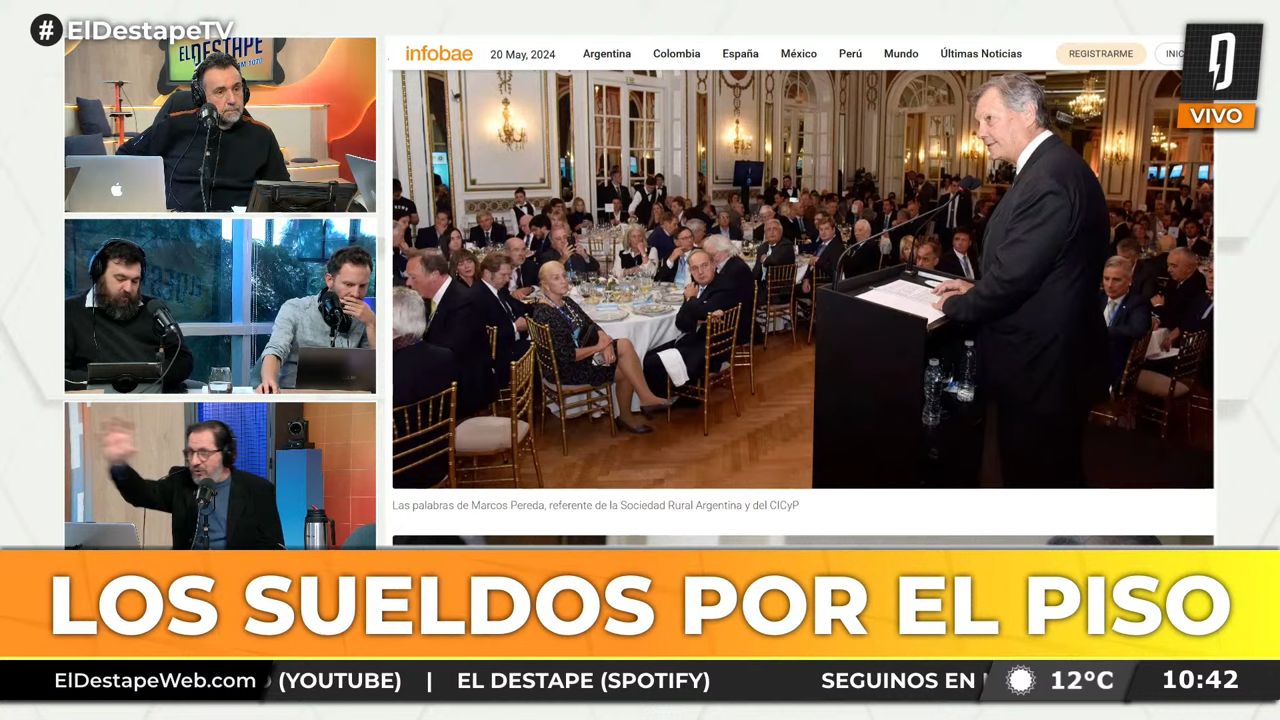 #ElDestapeTV
EL DESTAPE
infobae 20 May, 2024 Argentina Colombia España México Perú Mundo Últimas Noticias REGISTRARME
VIVO
Las palabras de Marcos Pereda, referente de la Sociedad Rural Argentina y del CICyP
LOS SUELDOS POR EL PISO
ElDestapeWeb.com (YOUTUBE) | EL DESTAPE (SPOTIFY) SEGUINOS EN 12°C 10:42